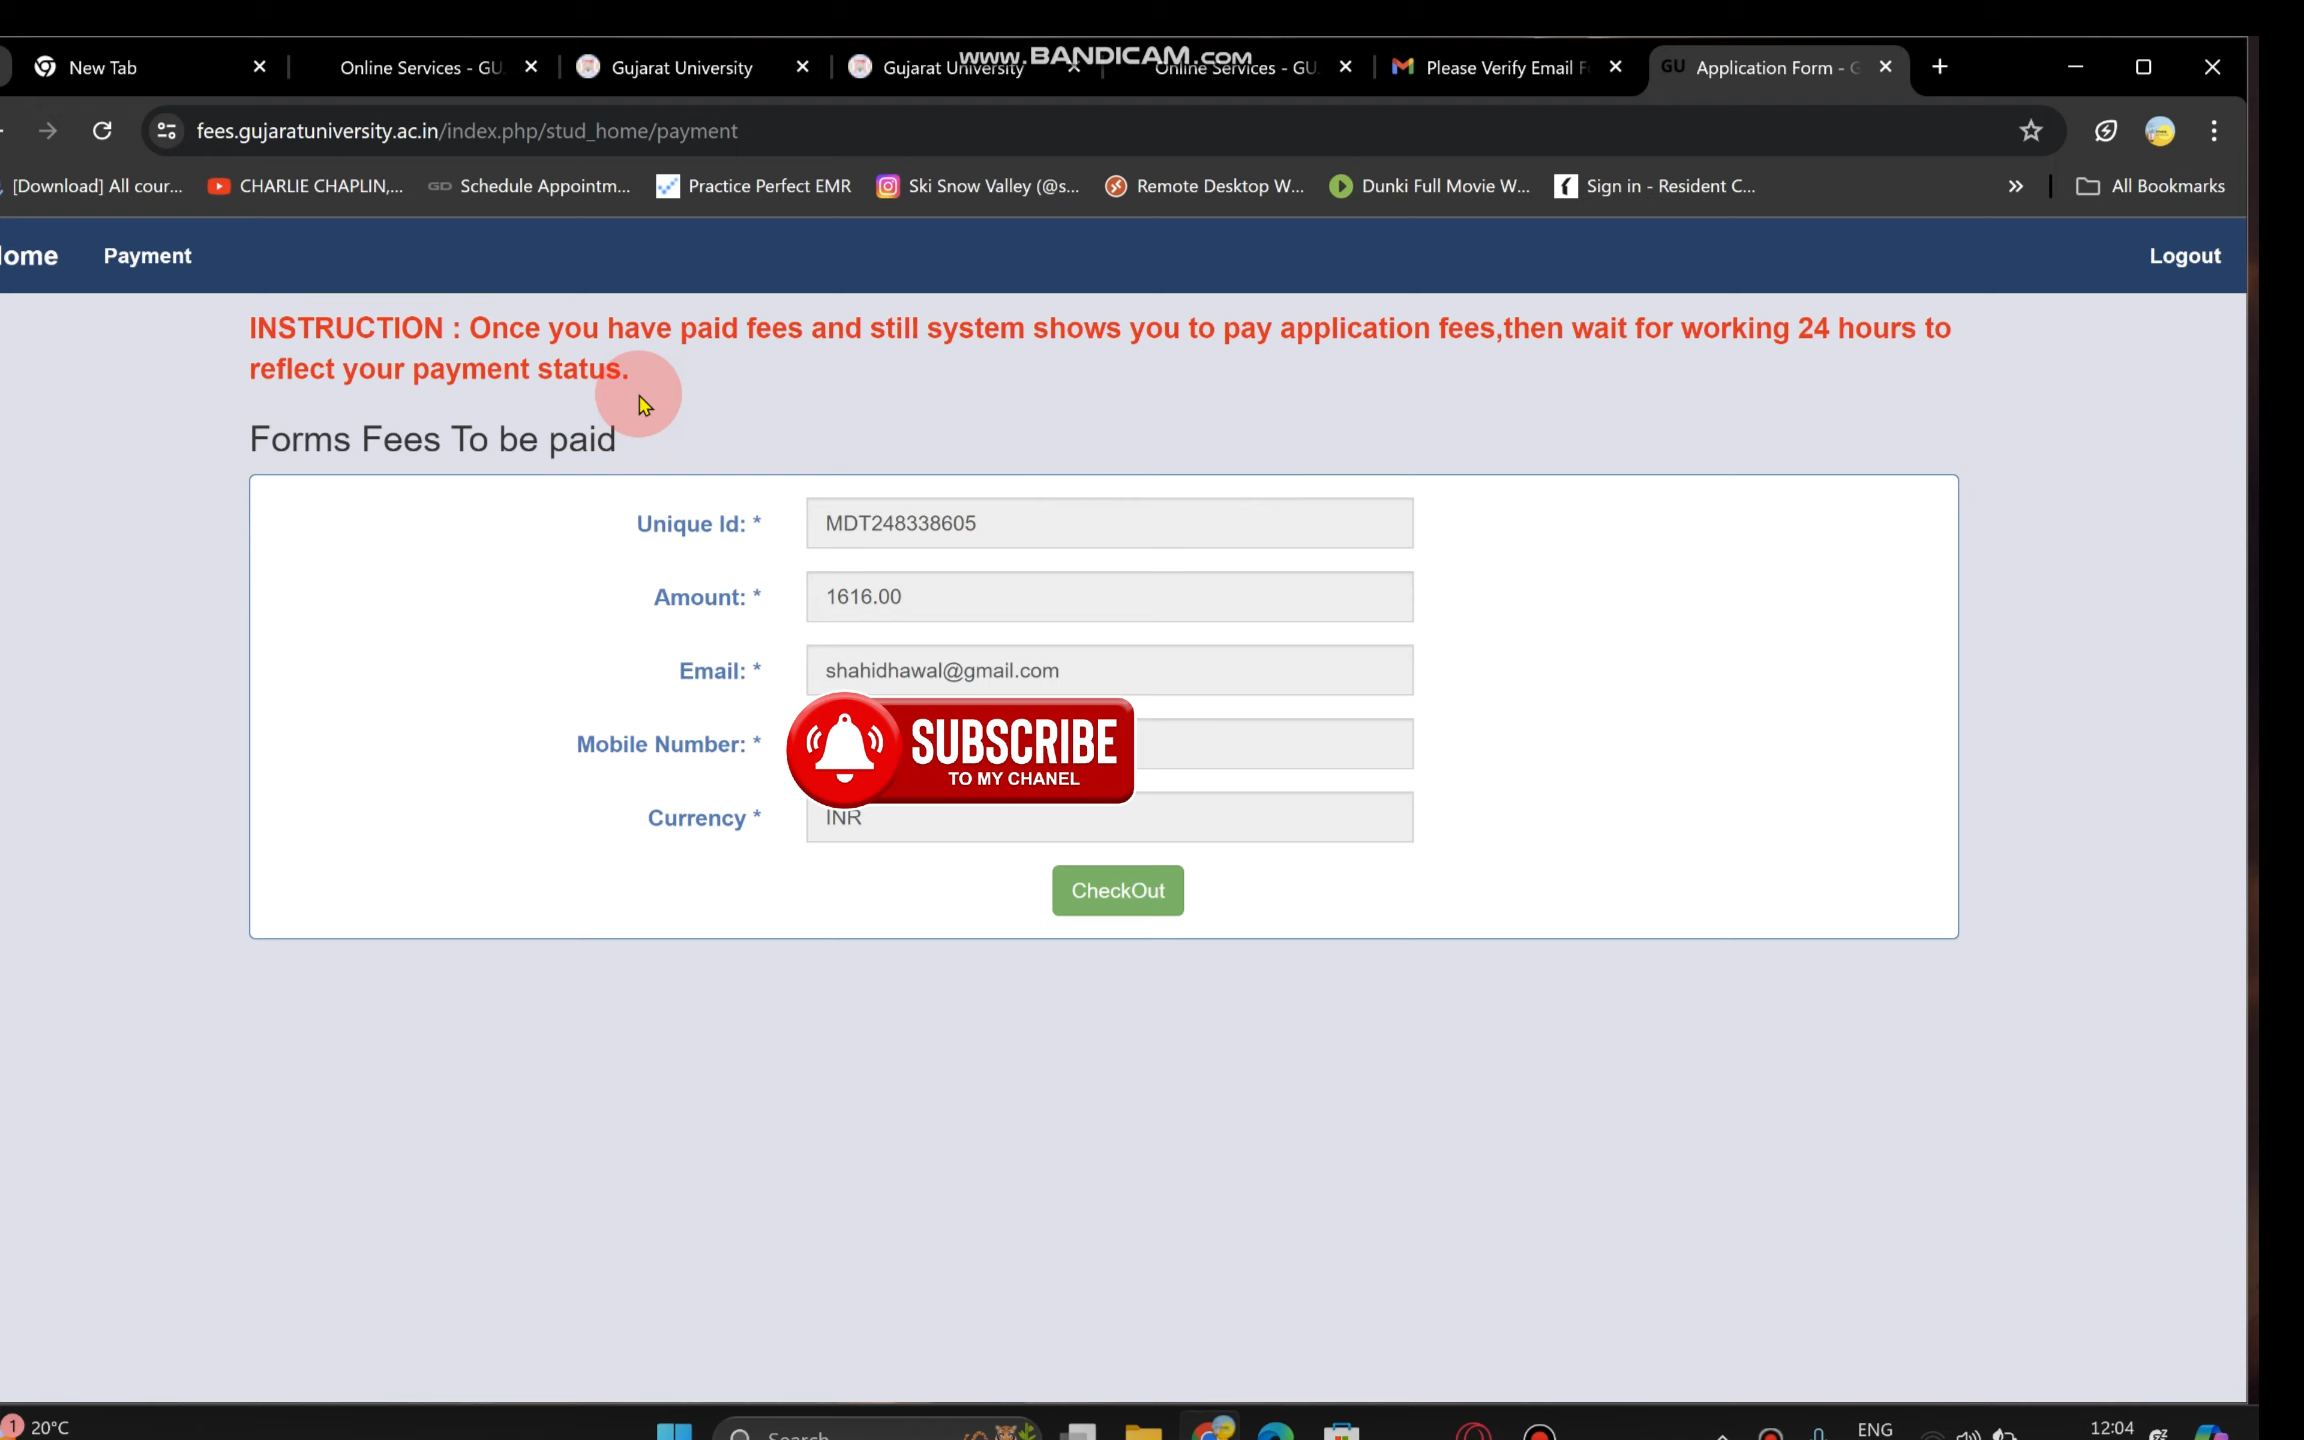 www.BANDICAM.com
New Tab
Online Services - GU
Gujarat University
Gujarat University
Online Services - GU
Please Verify Email F
GU Application Form - G
fees.gujaratuniversity.ac.in/index.php/stud_home/payment
[Download] All cour...
CHARLIE CHAPLIN,...
GD Schedule Appointm...
Practice Perfect EMR
Ski Snow Valley (@s...
Remote Desktop W...
Dunki Full Movie W...
Sign in - Resident C...
All Bookmarks
ome
Payment
Logout
INSTRUCTION : Once you have paid fees and still system shows you to pay application fees,then wait for working 24 hours to
reflect your payment status.
Forms Fees To be paid
Unique Id: * MDT248338605
Amount: * 1616.00
Email: * shahidhawal@gmail.com
Mobile Number: *
SUBSCRIBE
TO MY CHANEL
Currency * INR
CheckOut
1 20°C
Search
ENG
12:04